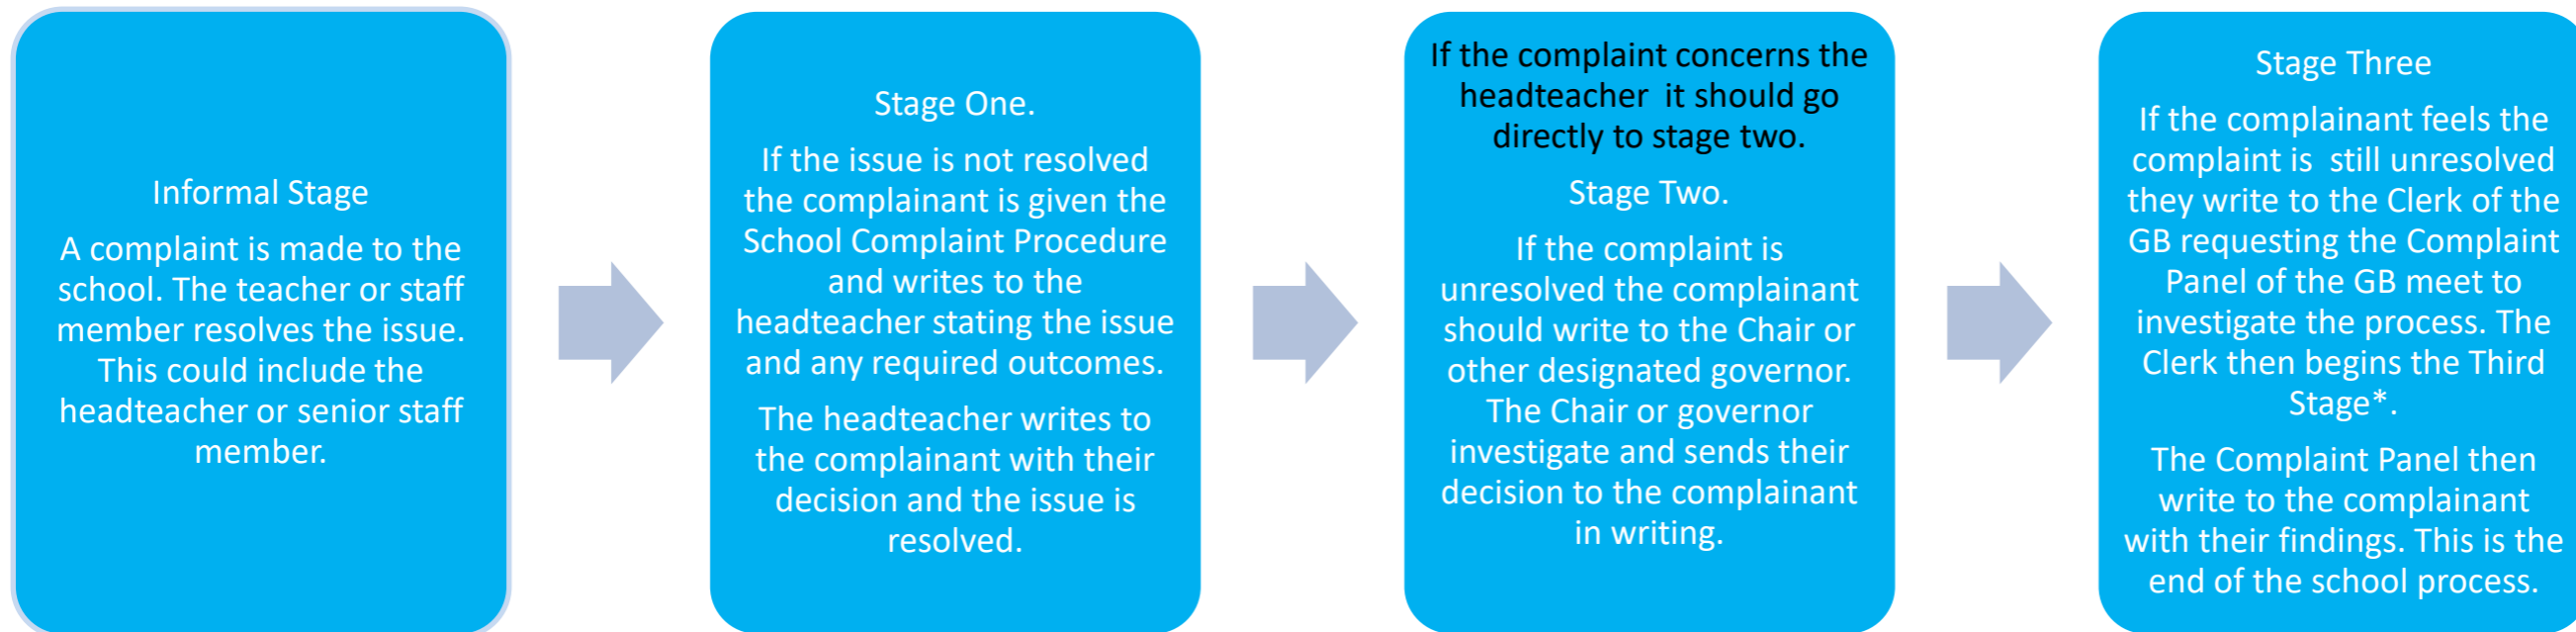 Informal Stage
A complaint is made to the
school. The teacher or staff
member resolves the issue.
This could include the
headteacher or senior staff
member.
Stage One.
If the issue is not resolved
the complainant is given the
School Complaint Procedure
and writes to the
headteacher stating the issue
and any required outcomes.
The headteacher writes to
the complainant with their
decision and the issue is
resolved.
If the complaint concerns the
headteacher it should go
directly to stage two.
Stage Two.
If the complaint is
unresolved the complainant
should write to the Chair or
other designated governor.
The Chair or governor
investigate and sends their
decision to the complainant
in writing.
Stage Three
If the complainant feels the
complaint is still unresolved
they write to the Clerk of the
GB requesting the Complaint
Panel of the GB meet to
investigate the process. The
Clerk then begins the Third
Stage*.
The Complaint Panel then
write to the complainant
with their findings. This is the
end of the school process.